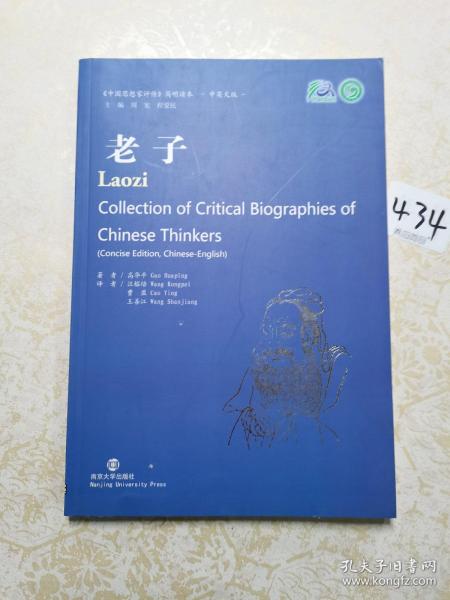 《中国思想家评传》简明读本 - 中英文版 -
主 编 周 宪 程爱民
老子
Laozi
Collection of Critical Biographies of
Chinese Thinkers
(Concise Edition, Chinese-English)
著 者 / 高华平 Gao Huaping
译 者 / 汪榕培 Wang Rongpei
曹 盈 Cao Ying
王善江 Wang Shanjiang
434
南京大学出版社
Nanjing University Press
孔夫子旧书网
www.kongfz.com